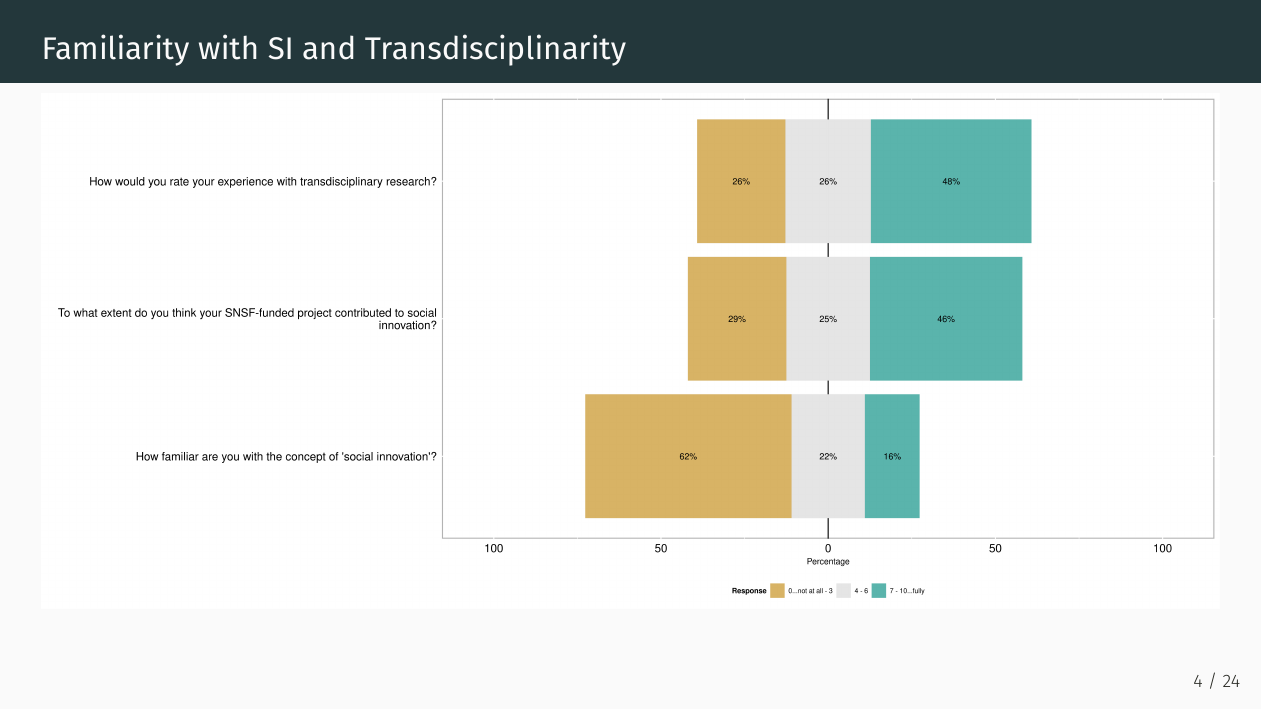 Familiarity with SI and Transdisciplinarity
How would you rate your experience with transdisciplinary research?
26%
26%
48%
To what extent do you think your SNSF-funded project contributed to social
innovation?
29%
25%
46%
How familiar are you with the concept of 'social innovation'?
62%
22%
16%
100
50
0
50
100
Percentage
Response 0...not at all - 3 4 - 6 7 - 10...fully
4 / 24